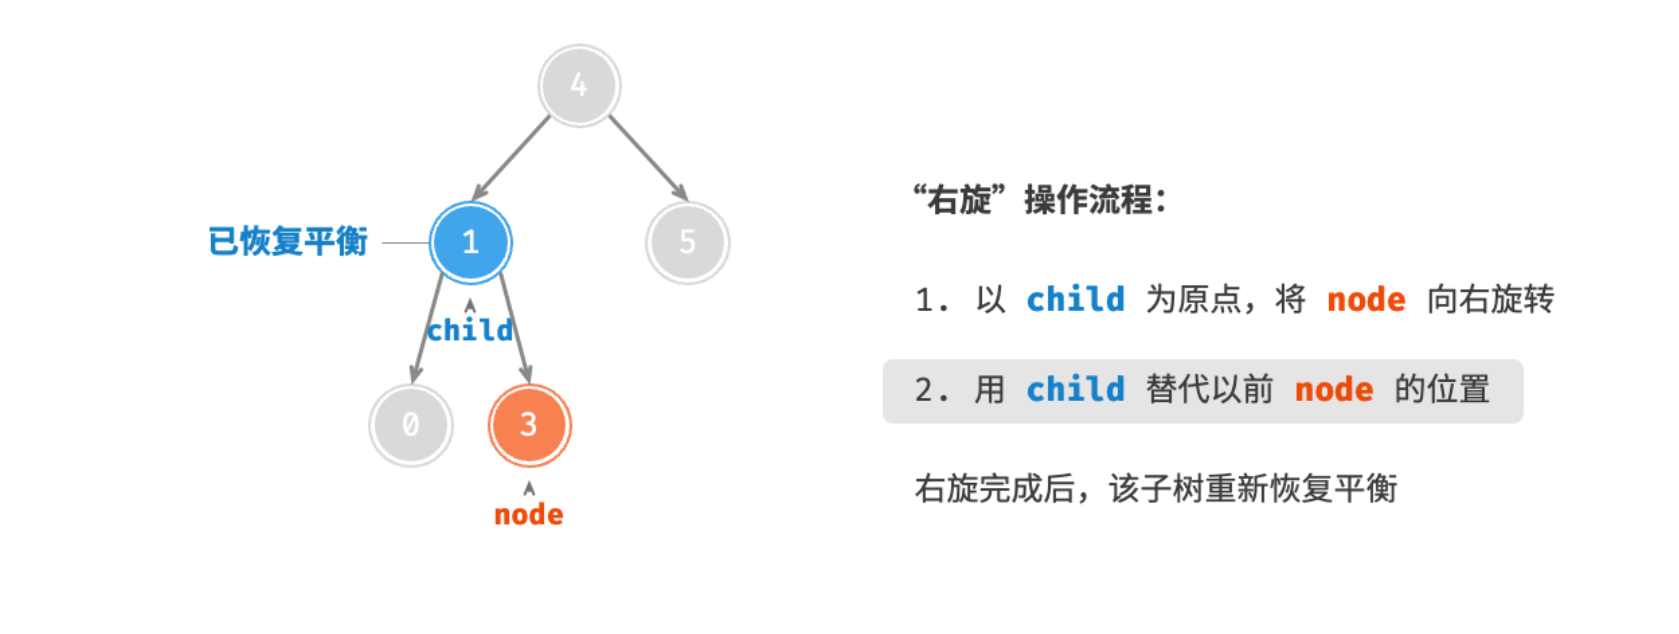 4
已恢复平衡
1
5
child
0
3
node
“右旋”操作流程：
1. 以 child 为原点，将 node 向右旋转
2. 用 child 替代以前 node 的位置
右旋完成后，该子树重新恢复平衡